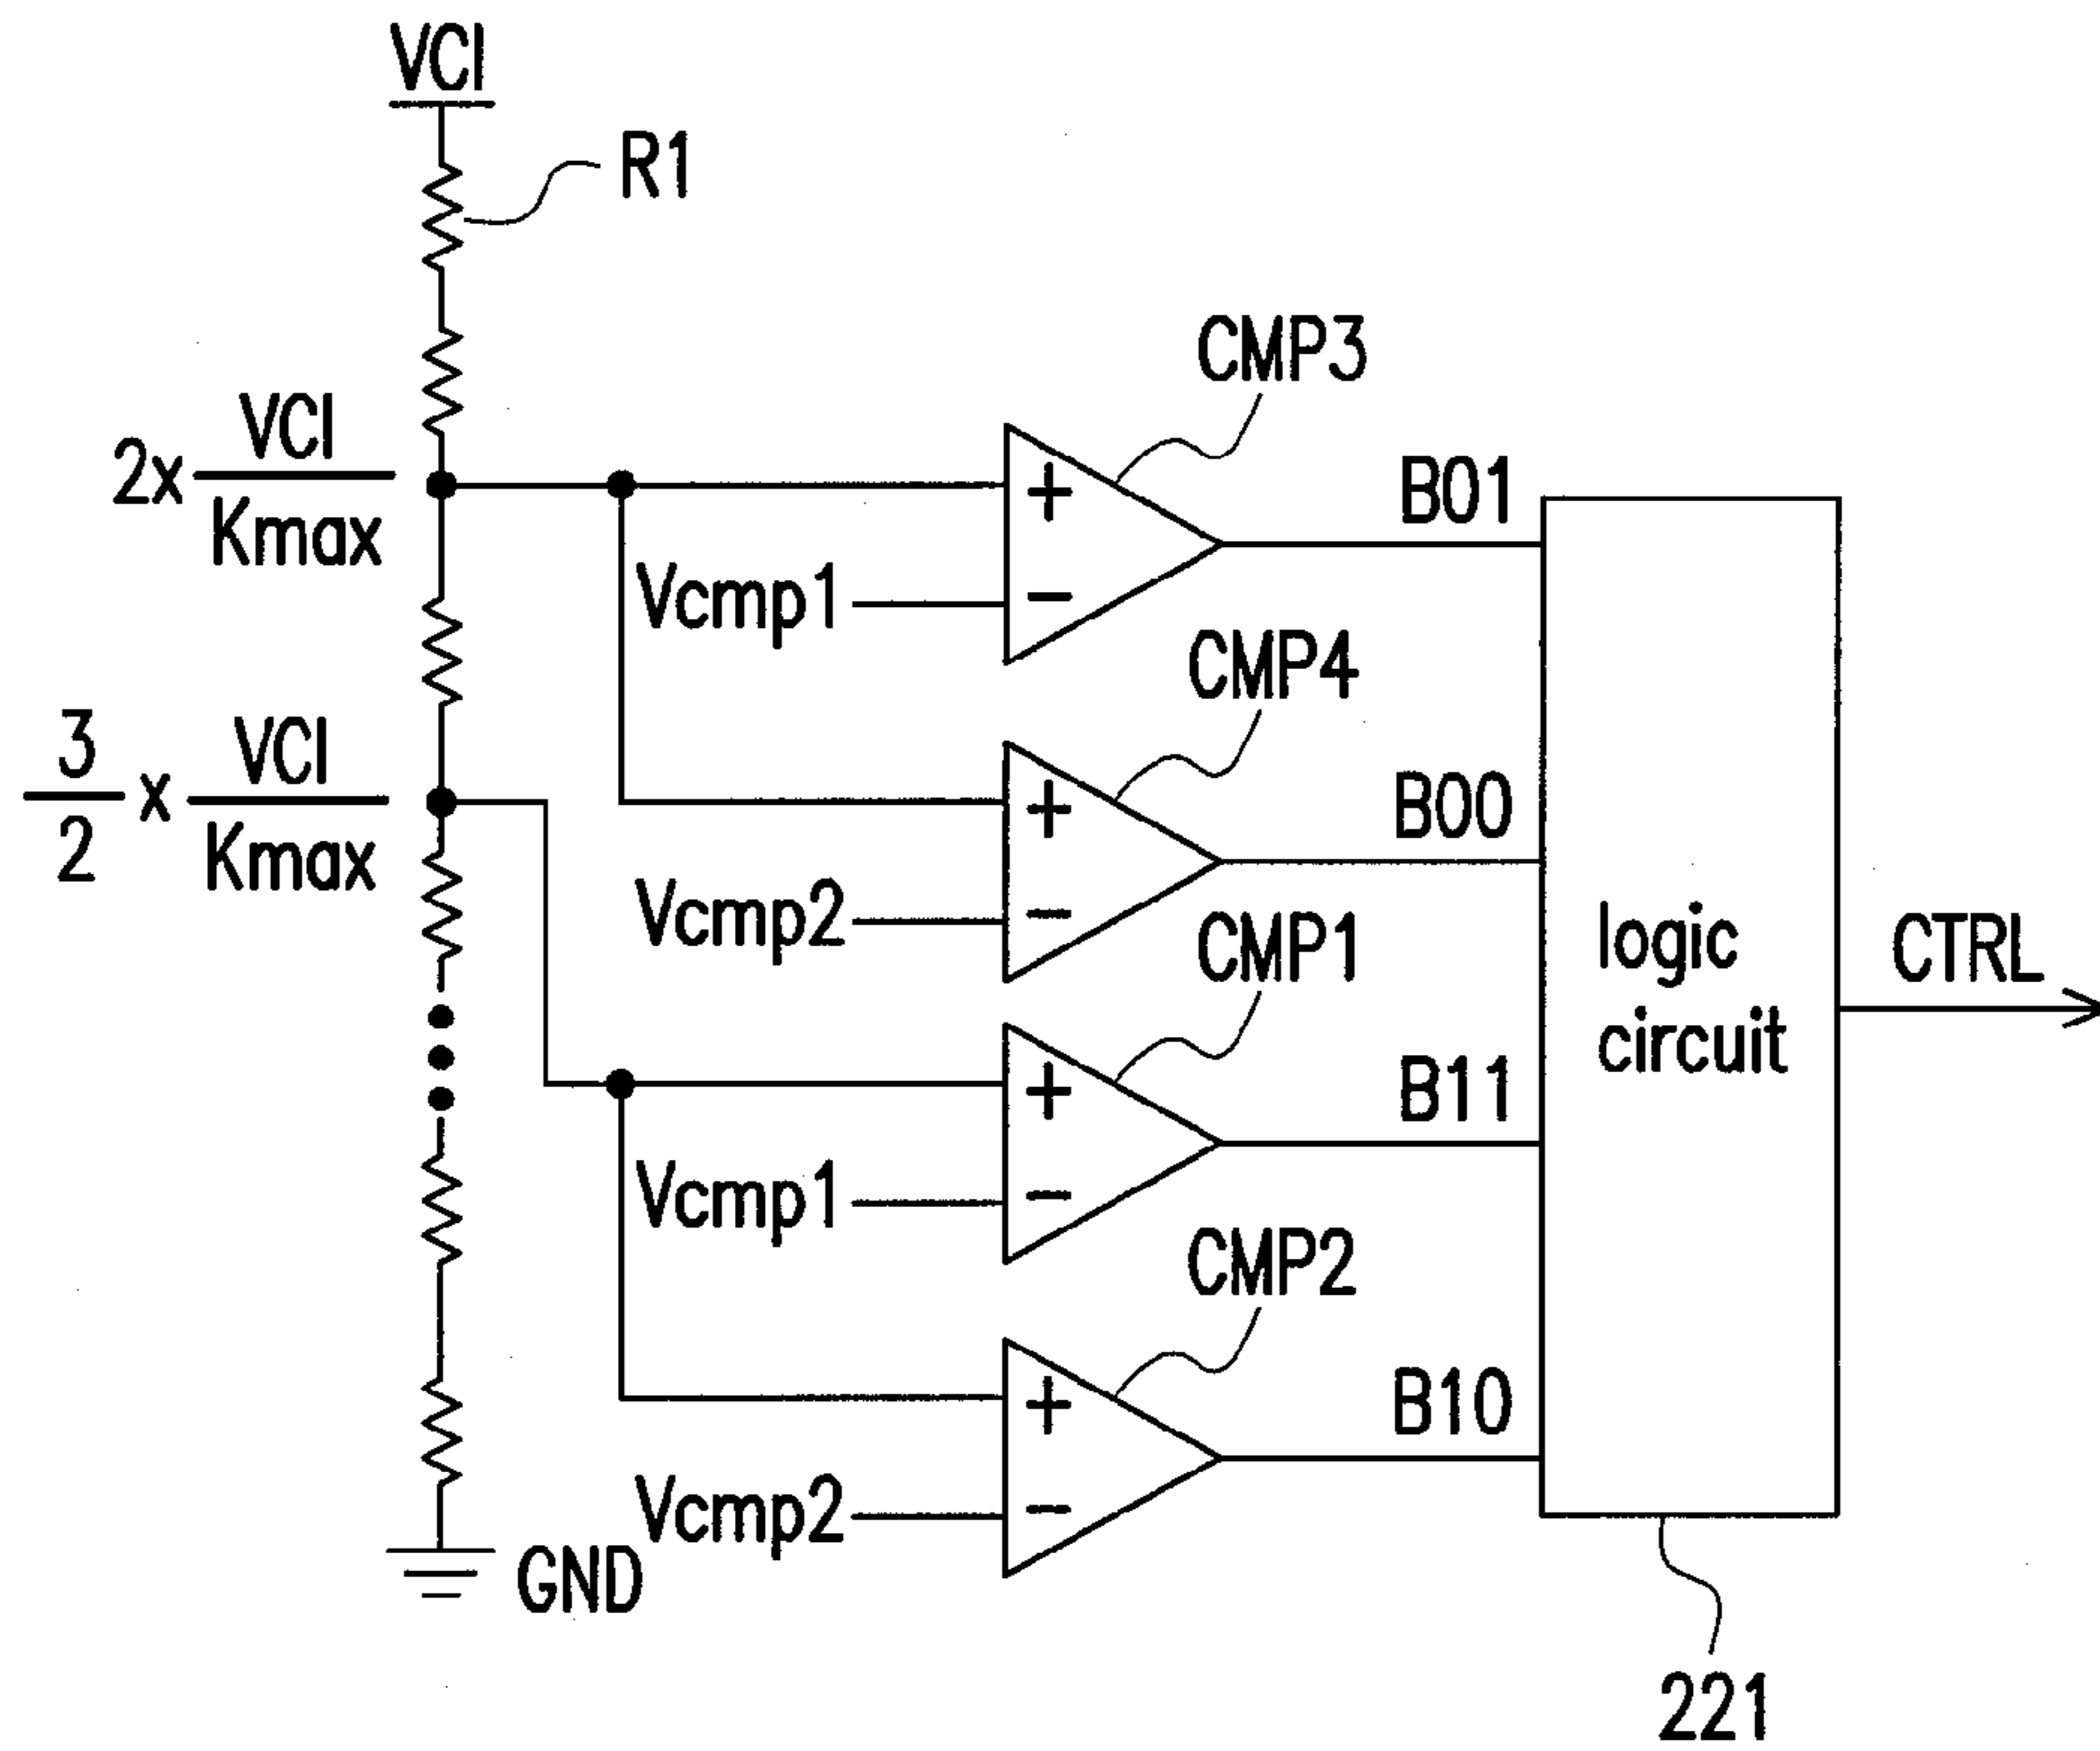 VCI
R1
2x VCI
Kmax
3
2
x VCI
Kmax
CMP3
B01
Vcmp1
CMP4
B00
Vcmp2
CMP1
B11
Vcmp1
CMP2
B10
Vcmp2
+
−
+
−
+
−
+
−
logic
circuit
CTRL
GND
221